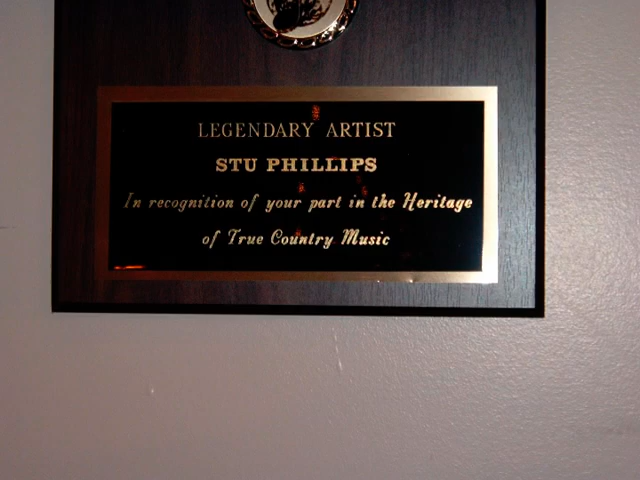 LEGENDARY ARTIST
STU PHILLIPS
In recognition of your part in the Heritage
of True Country Music